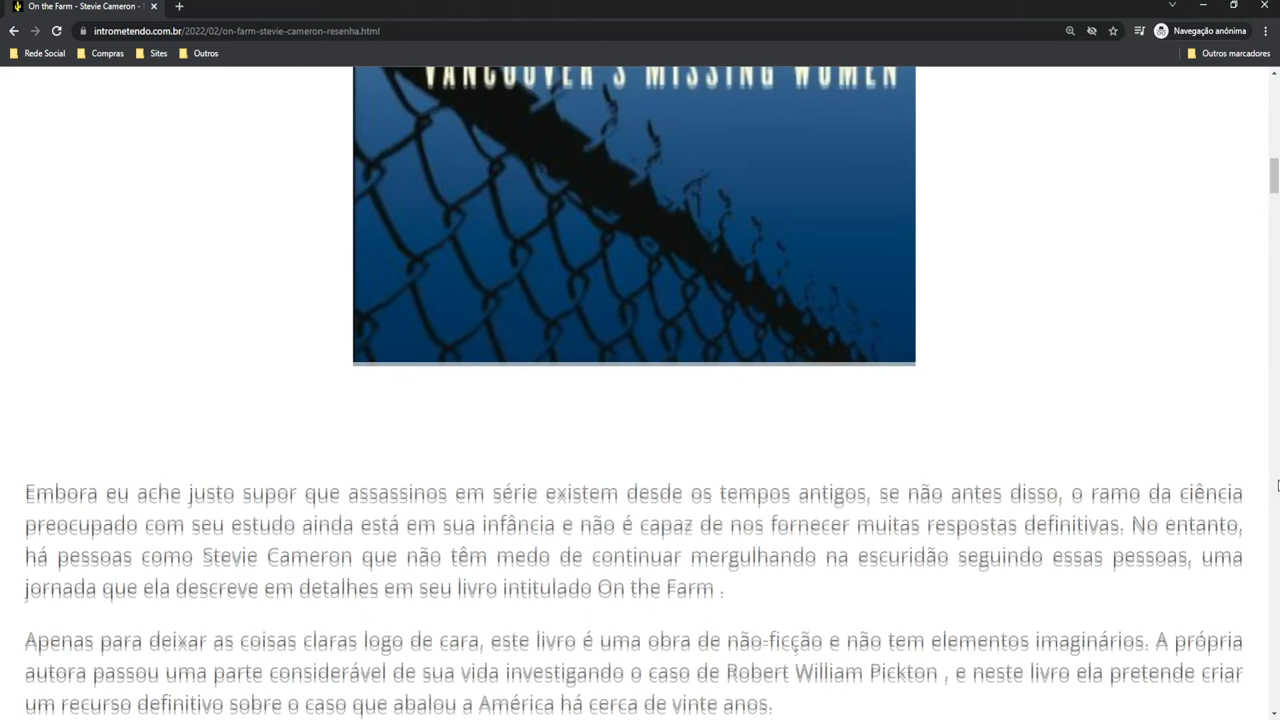 On the Farm - Stevie Cameron -
intrometendo.com.br/2022/02/on-farm-stevie-cameron-resenha.html
Navegação anónima
Rede Social
Compras
Sites
Outros
Outros marcadores
VANCOUVER'S MISSING WOMEN
Embora eu ache justo supor que assassinos em série existem desde os tempos antigos, se não antes disso, o ramo da ciência
preocupado com seu estudo ainda está em sua infância e não é capaz de nos fornecer muitas respostas definitivas. No entanto,
há pessoas como Stevie Cameron que não têm medo de continuar mergulhando na escuridão seguindo essas pessoas, uma
jornada que ela descreve em detalhes em seu livro intitulado On the Farm .
Apenas para deixar as coisas claras logo de cara, este livro é uma obra de não-ficção e não tem elementos imaginários. A própria
autora passou uma parte considerável de sua vida investigando o caso de Robert William Pickton , e neste livro ela pretende criar
um recurso definitivo sobre o caso que abalou a América há cerca de vinte anos.